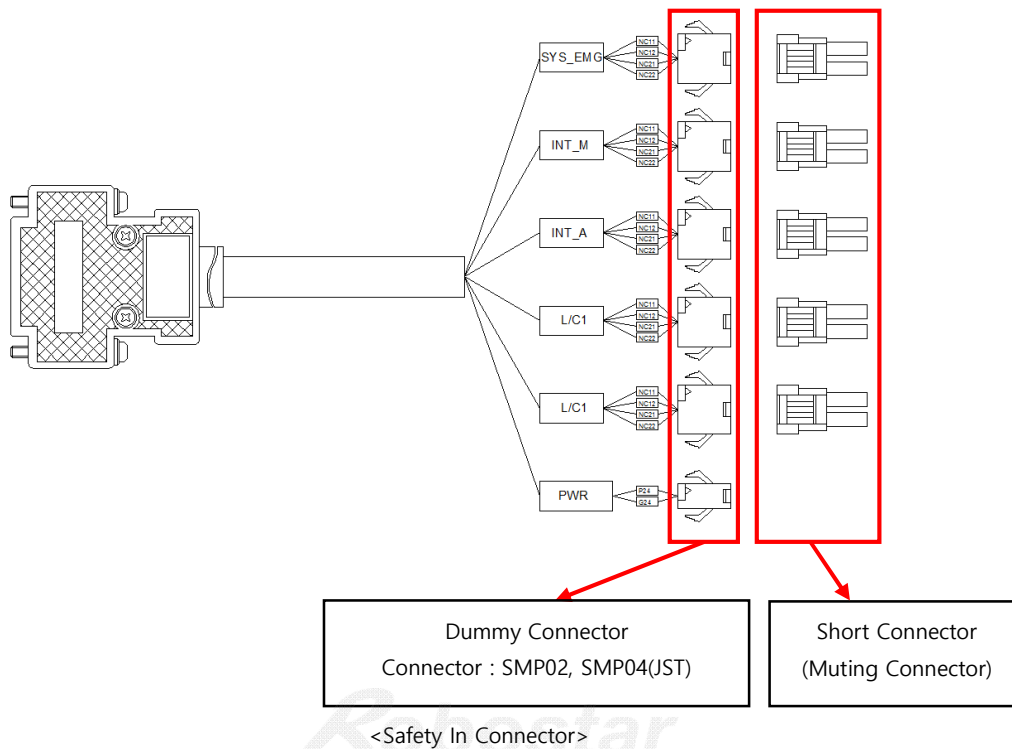 SYS_EMG
NC11
NC12
NC21
NC22
INT_M
NC11
NC12
NC21
NC22
INT_A
NC11
NC12
NC21
NC22
L/C1
NC11
NC12
NC21
NC22
L/C1
NC11
NC12
NC21
NC22
PWR
P24
G24
Dummy Connector
Connector : SMP02, SMP04(JST)
Short Connector
(Muting Connector)
Robostar
<Safety In Connector>